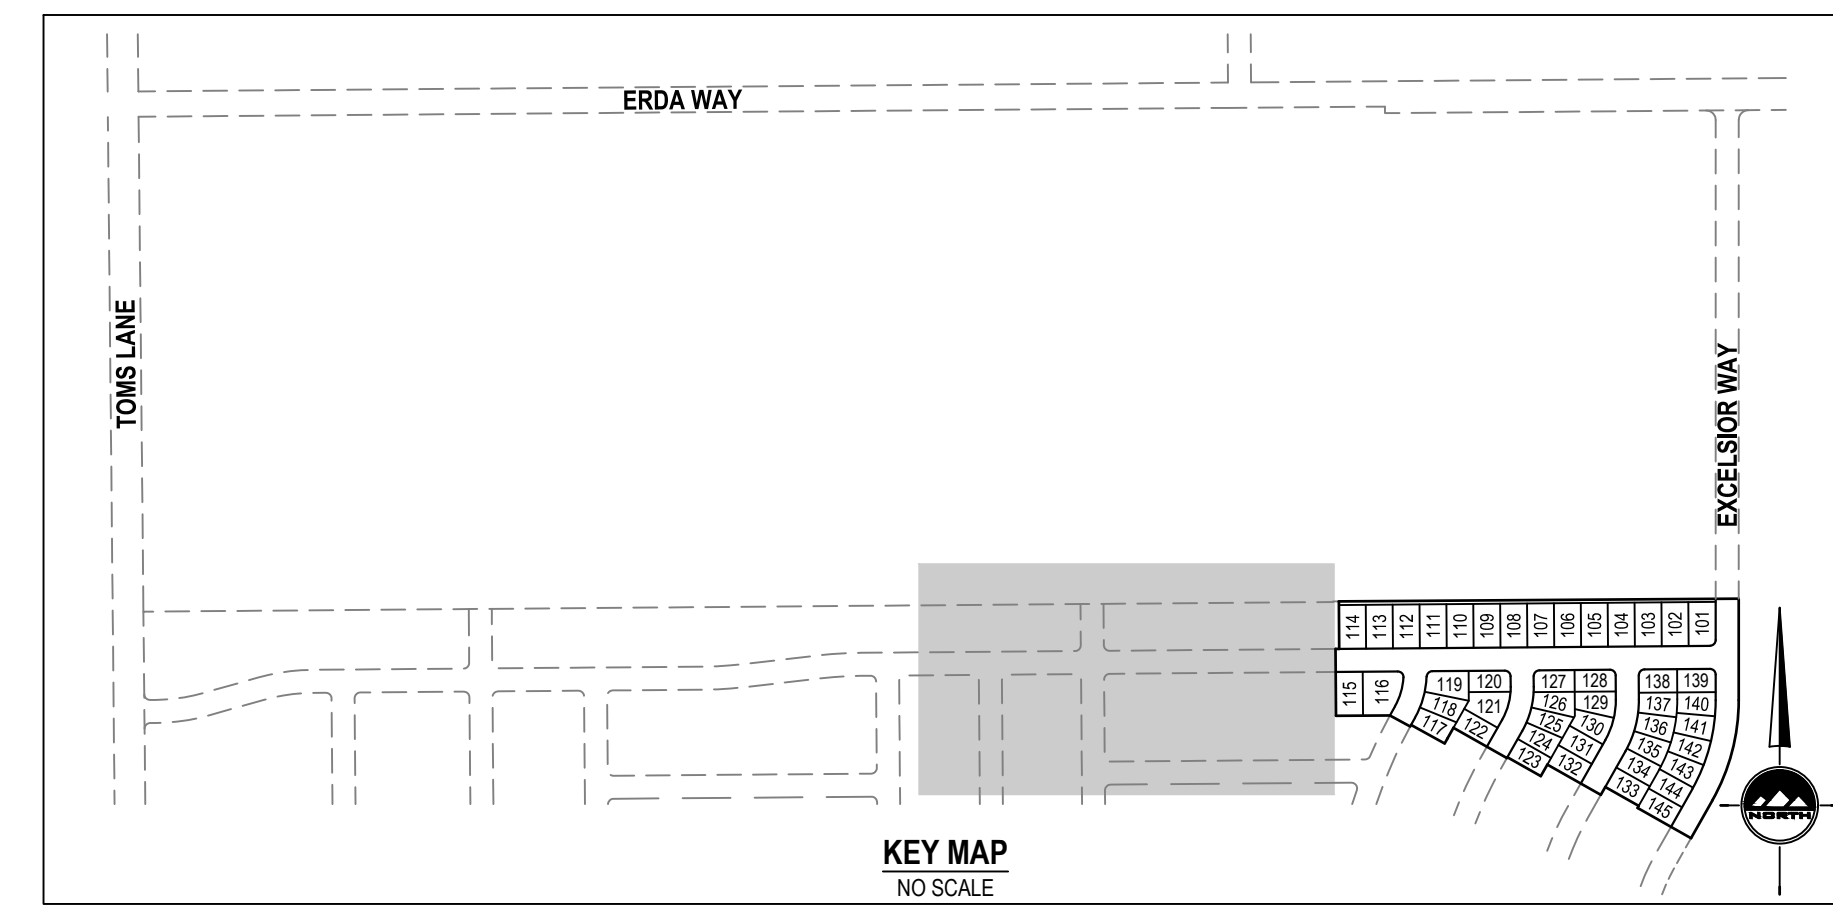 ERDA WAY
TOMS LANE
EXCELSIOR WAY
114 113 112 111 110 109 108 107 106 105 104 103 102 101
115 116 119 120 127 128 138 139
118 121 126 129 137 140
117 122 125 130 136 141
124 131 135 142
123 132 134 143
133 144
145
NORTH
KEY MAP
NO SCALE